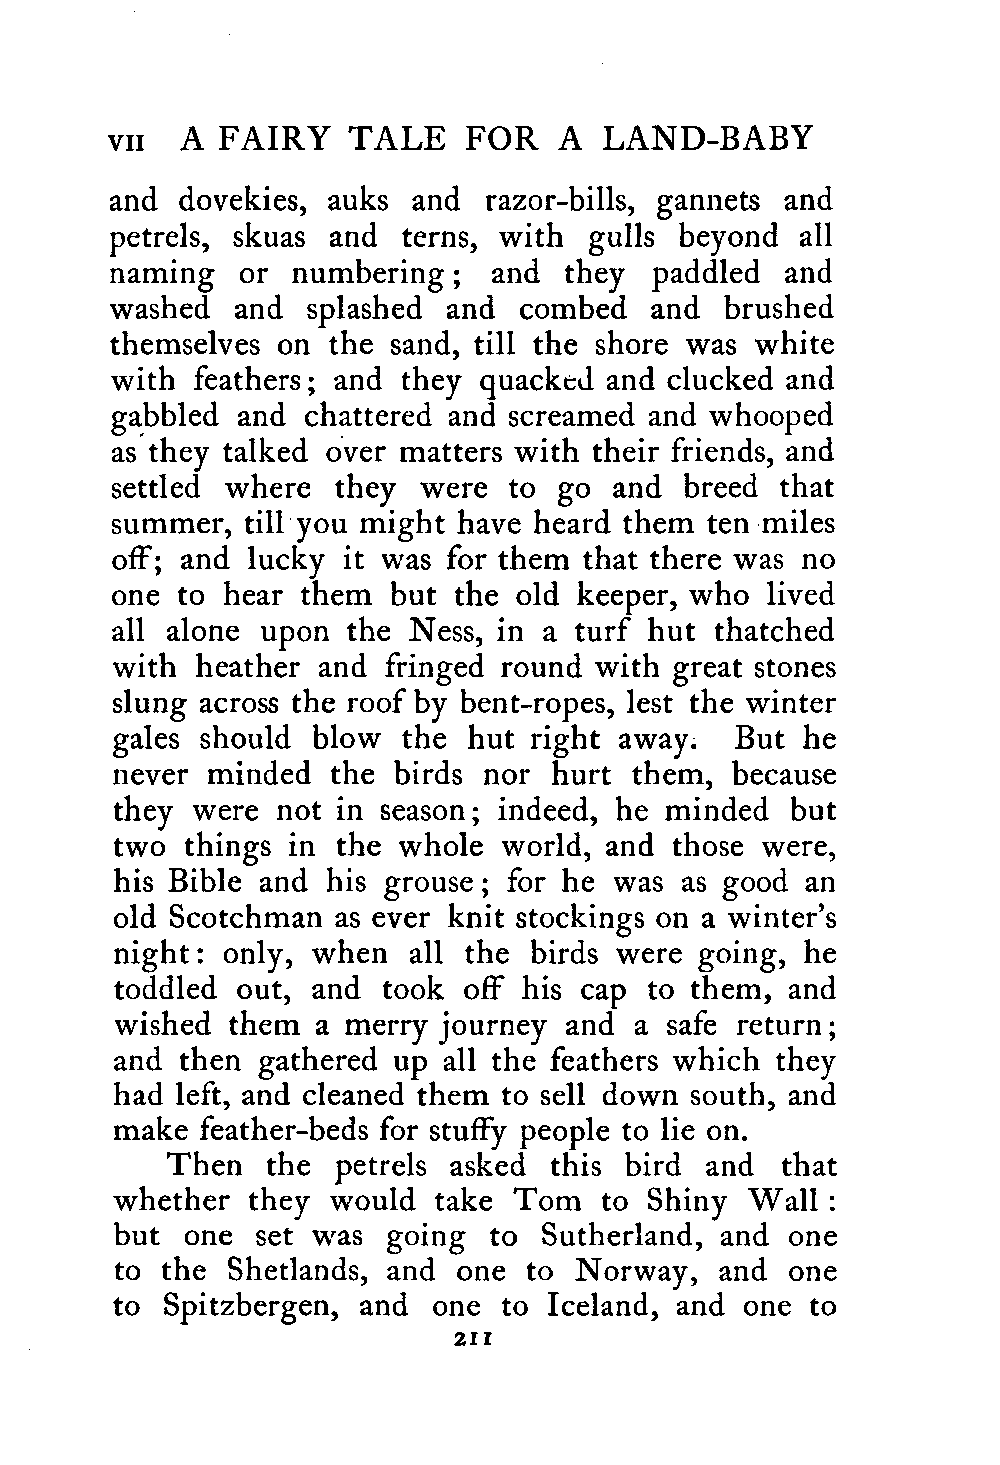 VII A FAIRY TALE FOR A LAND-BABY
and dovekies, auks and razor-bills, gannets and
petrels, skuas and terns, with gulls beyond all
naming or numbering; and they paddled and
washed and splashed and combed and brushed
themselves on the sand, till the shore was white
with feathers; and they quacked and clucked and
gabbled and chattered and screamed and whooped
as they talked over matters with their friends, and
settled where they were to go and breed that
summer, till you might have heard them ten miles
off; and lucky it was for them that there was no
one to hear them but the old keeper, who lived
all alone upon the Ness, in a turf hut thatched
with heather and fringed round with great stones
slung across the roof by bent-ropes, lest the winter
gales should blow the hut right away. But he
never minded the birds nor hurt them, because
they were not in season; indeed, he minded but
two things in the whole world, and those were,
his Bible and his grouse; for he was as good an
old Scotchman as ever knit stockings on a winter's
night: only, when all the birds were going, he
toddled out, and took off his cap to them, and
wished them a merry journey and a safe return;
and then gathered up all the feathers which they
had left, and cleaned them to sell down south, and
make feather-beds for stuffy people to lie on.
Then the petrels asked this bird and that
whether they would take Tom to Shiny Wall:
but one set was going to Sutherland, and one
to the Shetlands, and one to Norway, and one
to Spitzbergen, and one to Iceland, and one to
211